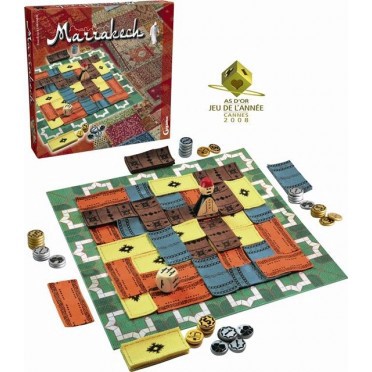 Marrakech
AS D'OR
JEU DE L'ANNÉE
CANNES
2008